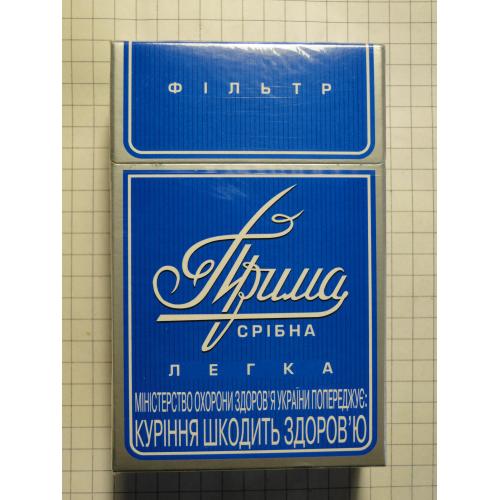 ФІЛЬТР
Прима
СРІБНА
ЛЕГКА
МІНІСТЕРСТВО ОХОРОНИ ЗДОРОВ'Я УКРАЇНИ ПОПЕРЕДЖУЄ:
КУРІННЯ ШКОДИТЬ ЗДОРОВ'Ю